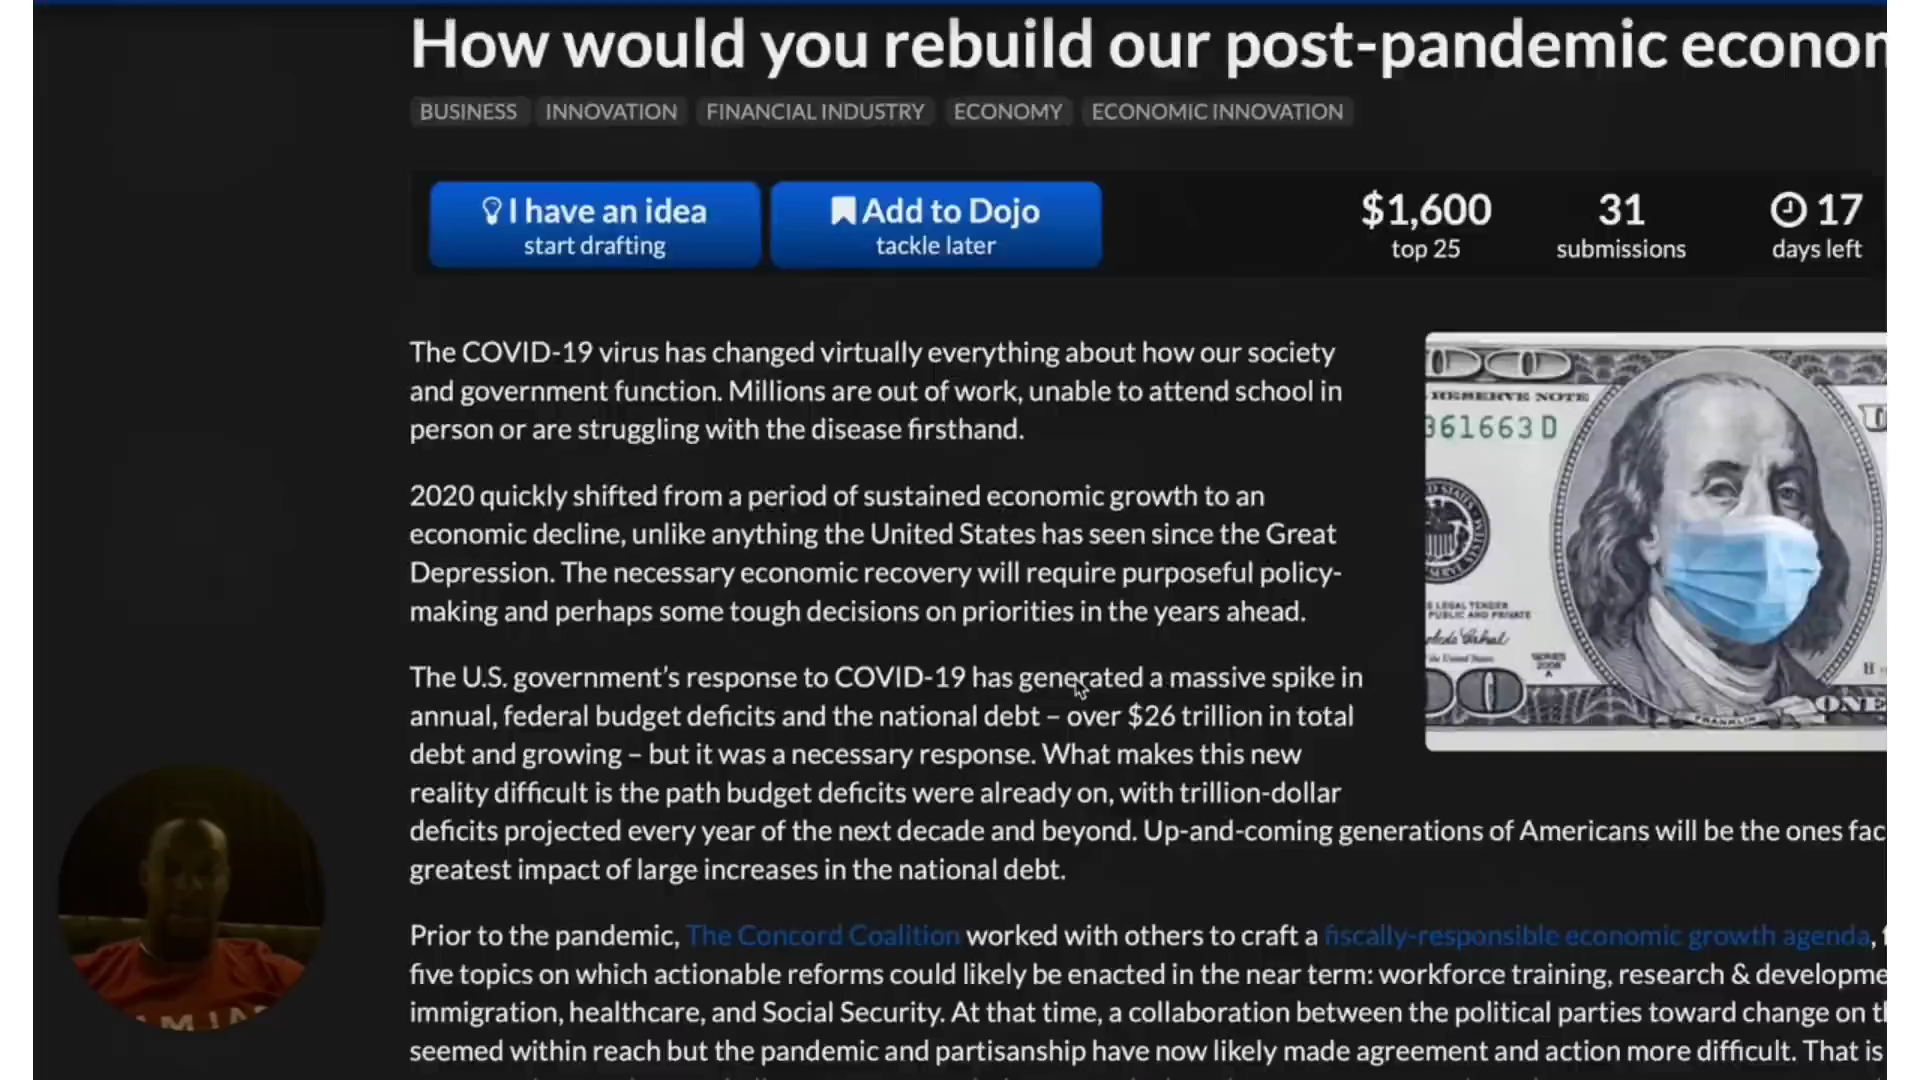 How would you rebuild our post-pandemic
BUSINESS INNOVATION FINANCIAL INDUSTRY ECONOMY ECONOMIC INNOVATION
I have an idea Add to Dojo $1,600 31 17
start drafting tackle later top 25 submissions days left
The COVID-19 virus has changed virtually everything about how our society
and government function. Millions are out of work, unable to attend school in
person or are struggling with the disease firsthand.
RESERVE NOTE
361663 D
2020 quickly shifted from a period of sustained economic growth to an
economic decline, unlike anything the United States has seen since the Great
Depression. The necessary economic recovery will require purposeful policy-
making and perhaps some tough decisions on priorities in the years ahead.
LEGAL TENDER
PUBLIC AND PRIVATE
SERIES
The U.S. government's response to COVID-19 has generated a massive spike in
annual, federal budget deficits and the national debt – over $26 trillion in total
debt and growing – but it was a necessary response. What makes this new
reality difficult is the path budget deficits were already on, with trillion-dollar
FRANKLIN
ONE
deficits projected every year of the next decade and beyond. Up-and-coming generations of Americans will be the ones
greatest impact of large increases in the national debt.
Prior to the pandemic, The Concord Coalition worked with others to craft a fiscally-responsible economic growth agenda,
five topics on which actionable reforms could likely be enacted in the near term: workforce training, research &
immigration, healthcare, and Social Security. At that time, a collaboration between the political parties toward change on
seemed within reach but the pandemic and partisanship have now likely made agreement and action more difficult. That is